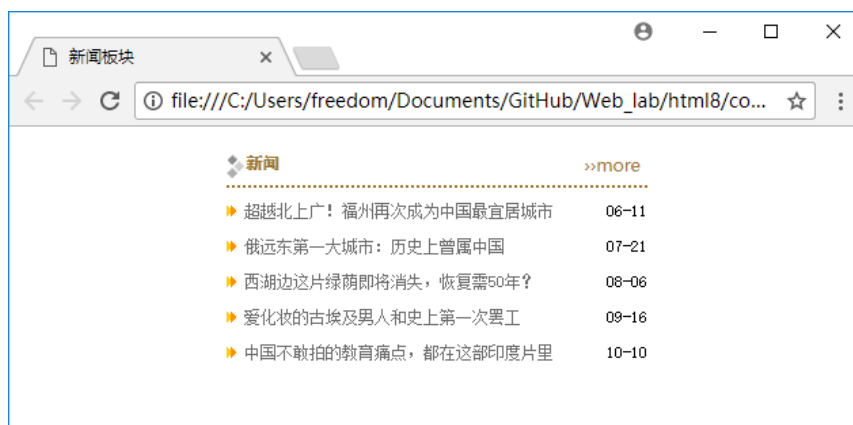 新闻板块
file:///C:/Users/freedom/Documents/GitHub/Web_lab/html8/co...
新闻 ››more
超越北上广！福州再次成为中国最宜居城市 06-11
俄远东第一大城市：历史上曾属中国 07-21
西湖边这片绿荫即将消失，恢复需50年？ 08-06
爱化妆的古埃及男人和史上第一次罢工 09-16
中国不敢拍的教育痛点，都在这部印度片里 10-10